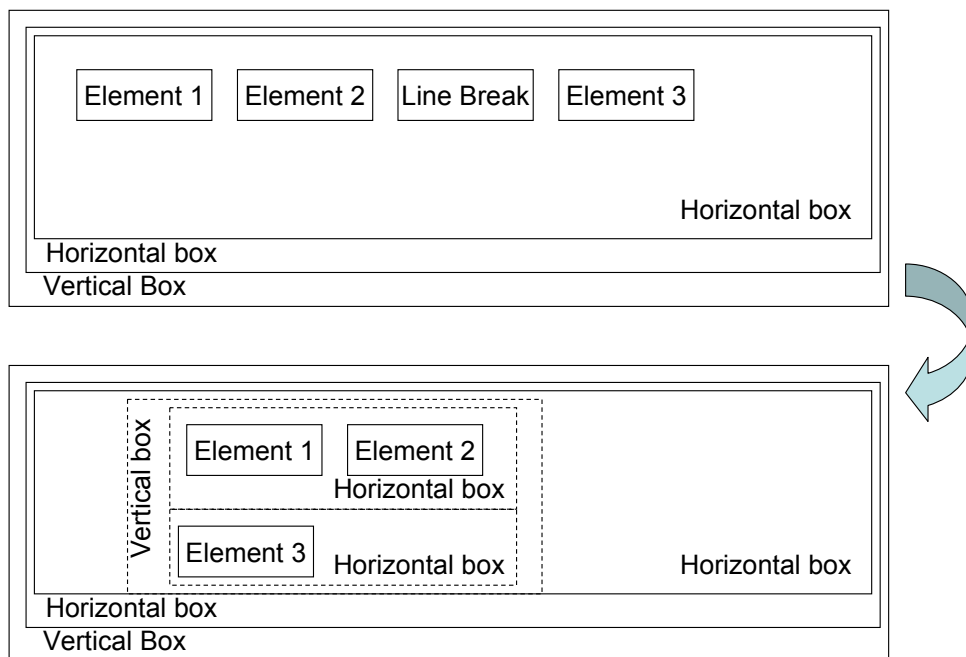 Element 1 Element 2 Line Break Element 3
Horizontal box
Horizontal box
Vertical Box
Vertical box
Element 1 Element 2
Horizontal box
Element 3
Horizontal box
Horizontal box
Horizontal box
Vertical Box